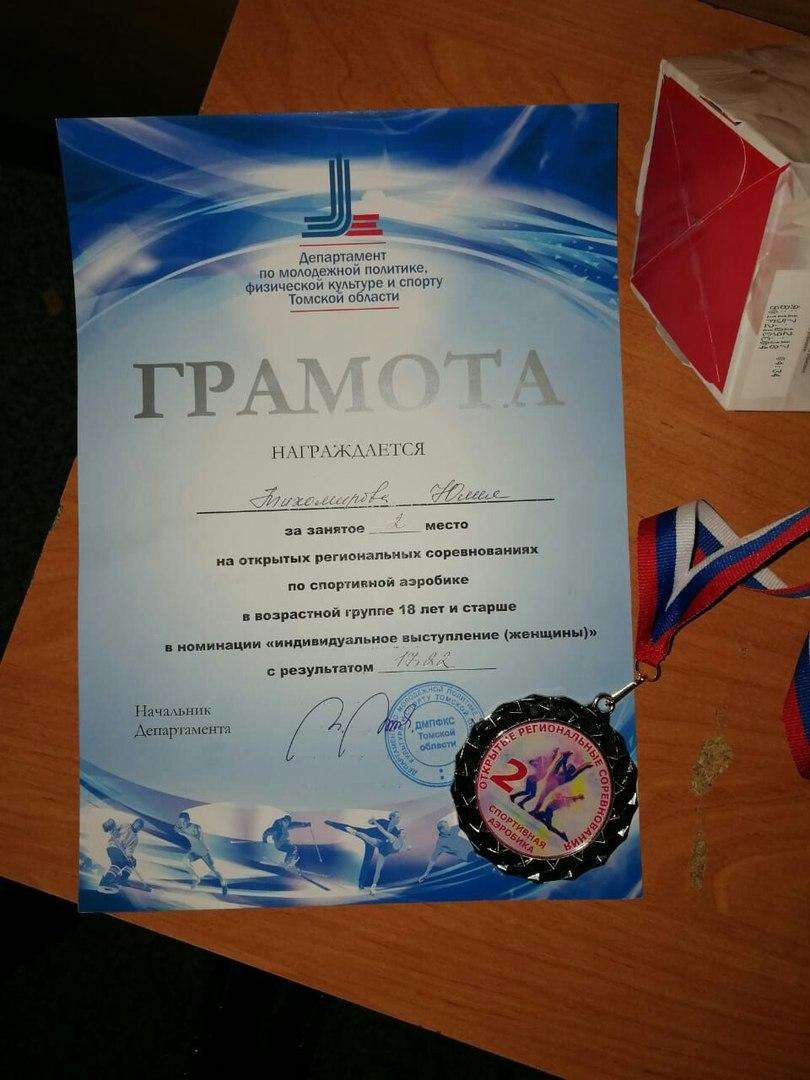 Департамент
по молодежной политике,
физической культуре и спорту
Томской области
ГРАМОТА
НАГРАЖДАЕТСЯ
Тихомирова Юлия
за занятое 2 место
на открытых региональных соревнованиях
по спортивной аэробике
в возрастной группе 18 лет и старше
в номинации «индивидуальное выступление (женщины)»
с результатом 17.22
Начальник
Департамента
ДМПФКС
Томской
области
ОТКРЫТЫЕ РЕГИОНАЛЬНЫЕ СОРЕВНОВАНИЯ
2
СПОРТИВНАЯ
АЭРОБИКА